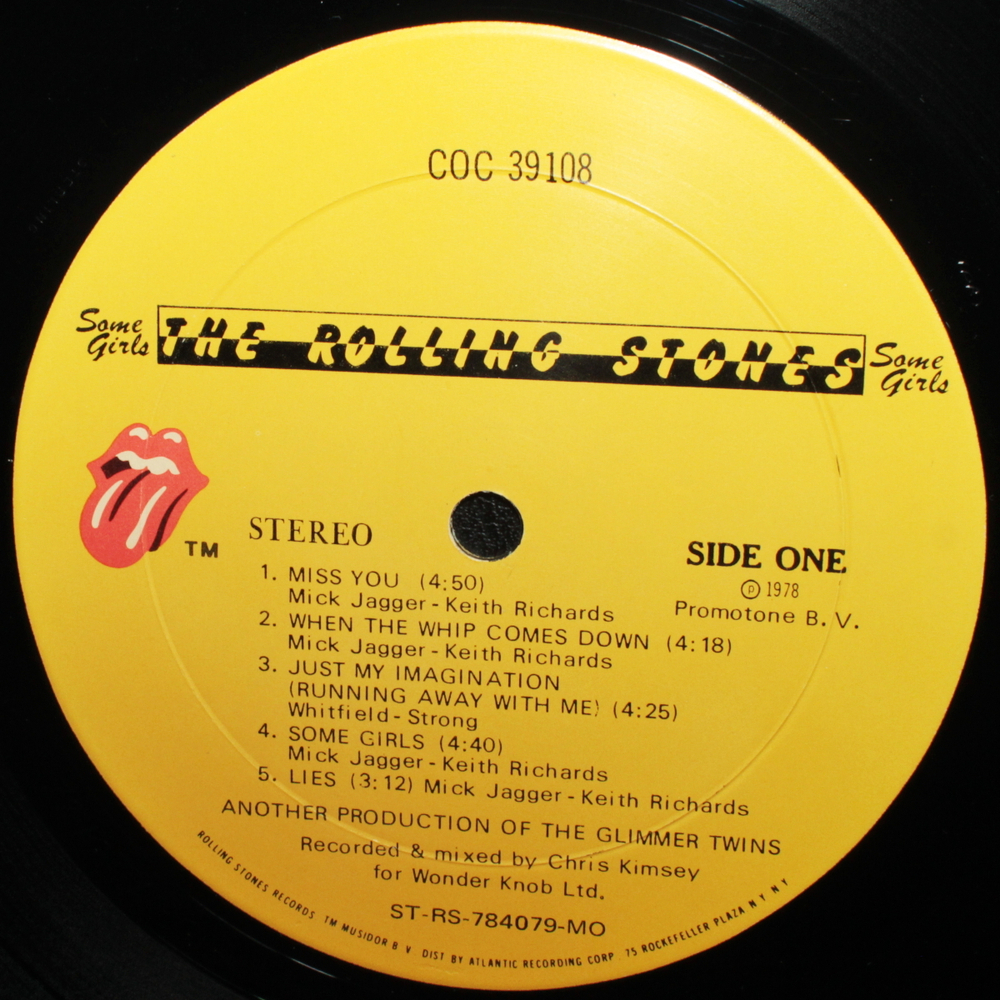 COC 39108
Some Girls
THE ROLLING STONES
Some Girls
TM
STEREO
SIDE ONE
℗ 1978
Promotone B. V.
1. MISS YOU (4:50)
Mick Jagger - Keith Richards
2. WHEN THE WHIP COMES DOWN (4:18)
Mick Jagger - Keith Richards
3. JUST MY IMAGINATION
(RUNNING AWAY WITH ME) (4:25)
Whitfield - Strong
4. SOME GIRLS (4:40)
Mick Jagger - Keith Richards
5. LIES (3:12) Mick Jagger - Keith Richards
ANOTHER PRODUCTION OF THE GLIMMER TWINS
Recorded & mixed by Chris Kimsey
for Wonder Knob Ltd.
ST-RS-784079-MO
ROLLING STONES RECORDS TM MUSIDOR B V. DIST BY ATLANTIC RECORDING CORP . 75 ROCKEFELLER PLAZA N Y N Y